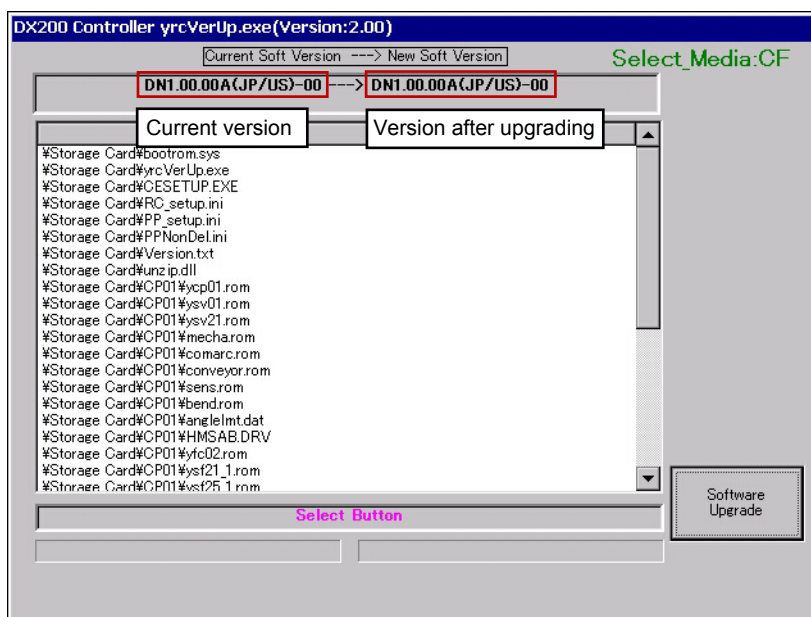 DX200 Controller yrcVerUp.exe(Version:2.00)
Current Soft Version ---> New Soft Version
Select_Media:CF
DN1.00.00A(JP/US)-00 ---> DN1.00.00A(JP/US)-00
Current version Version after upgrading
¥Storage Card¥bootrom.sys
¥Storage Card¥yrcVerUp.exe
¥Storage Card¥CESETUP.EXE
¥Storage Card¥RC_setup.ini
¥Storage Card¥PP_setup.ini
¥Storage Card¥PPNonDel.ini
¥Storage Card¥Version.txt
¥Storage Card¥unzip.dll
¥Storage Card¥CP01¥ycp01.rom
¥Storage Card¥CP01¥ysv01.rom
¥Storage Card¥CP01¥ysv21.rom
¥Storage Card¥CP01¥mecha.rom
¥Storage Card¥CP01¥comarc.rom
¥Storage Card¥CP01¥conveyor.rom
¥Storage Card¥CP01¥sens.rom
¥Storage Card¥CP01¥bend.rom
¥Storage Card¥CP01¥anglelmt.dat
¥Storage Card¥CP01¥HMSAB.DRV
¥Storage Card¥CP01¥yfc02.rom
¥Storage Card¥CP01¥ysf21_1.rom
¥Storage Card¥CP01¥ysf25_1.rom
Software
Upgrade
Select Button